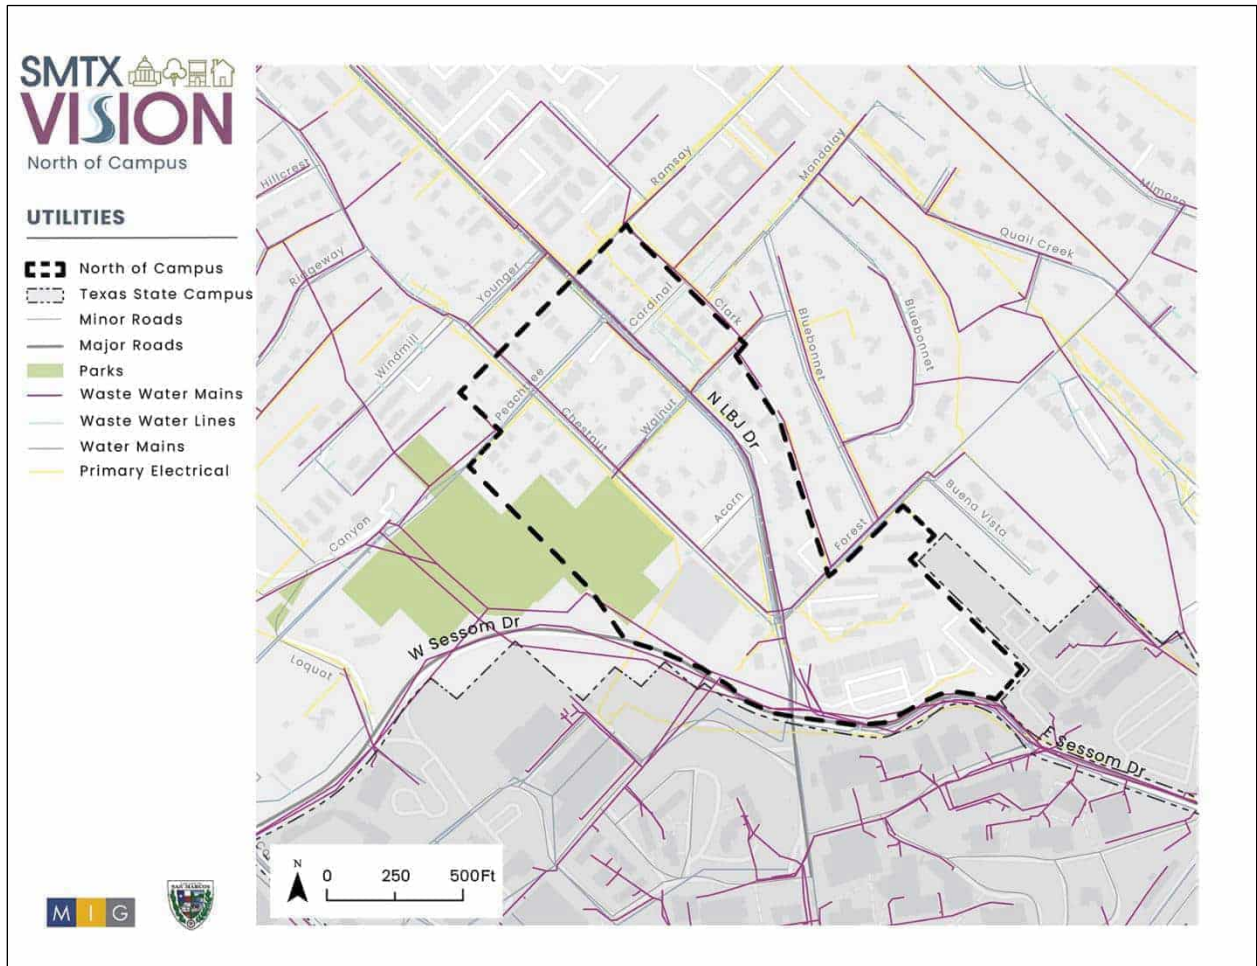 SMTX
VISION
North of Campus
UTILITIES
North of Campus
Texas State Campus
Minor Roads
Major Roads
Parks
Waste Water Mains
Waste Water Lines
Water Mains
Primary Electrical
Hillcrest
Ramsay
Mandalay
Mimosa
Quail Creek
Ridgeway
Younger
Cardinal
Clark
Bluebonnet
Bluebonnet
Windmill
Peachtree
Chestnut
Walnut
N LBJ Dr
Acorn
Buena Vista
Forest
Canyon
W Sessom Dr
Loquat
E Sessom Dr
N
0 250 500Ft
MIG
SAN MARCOS